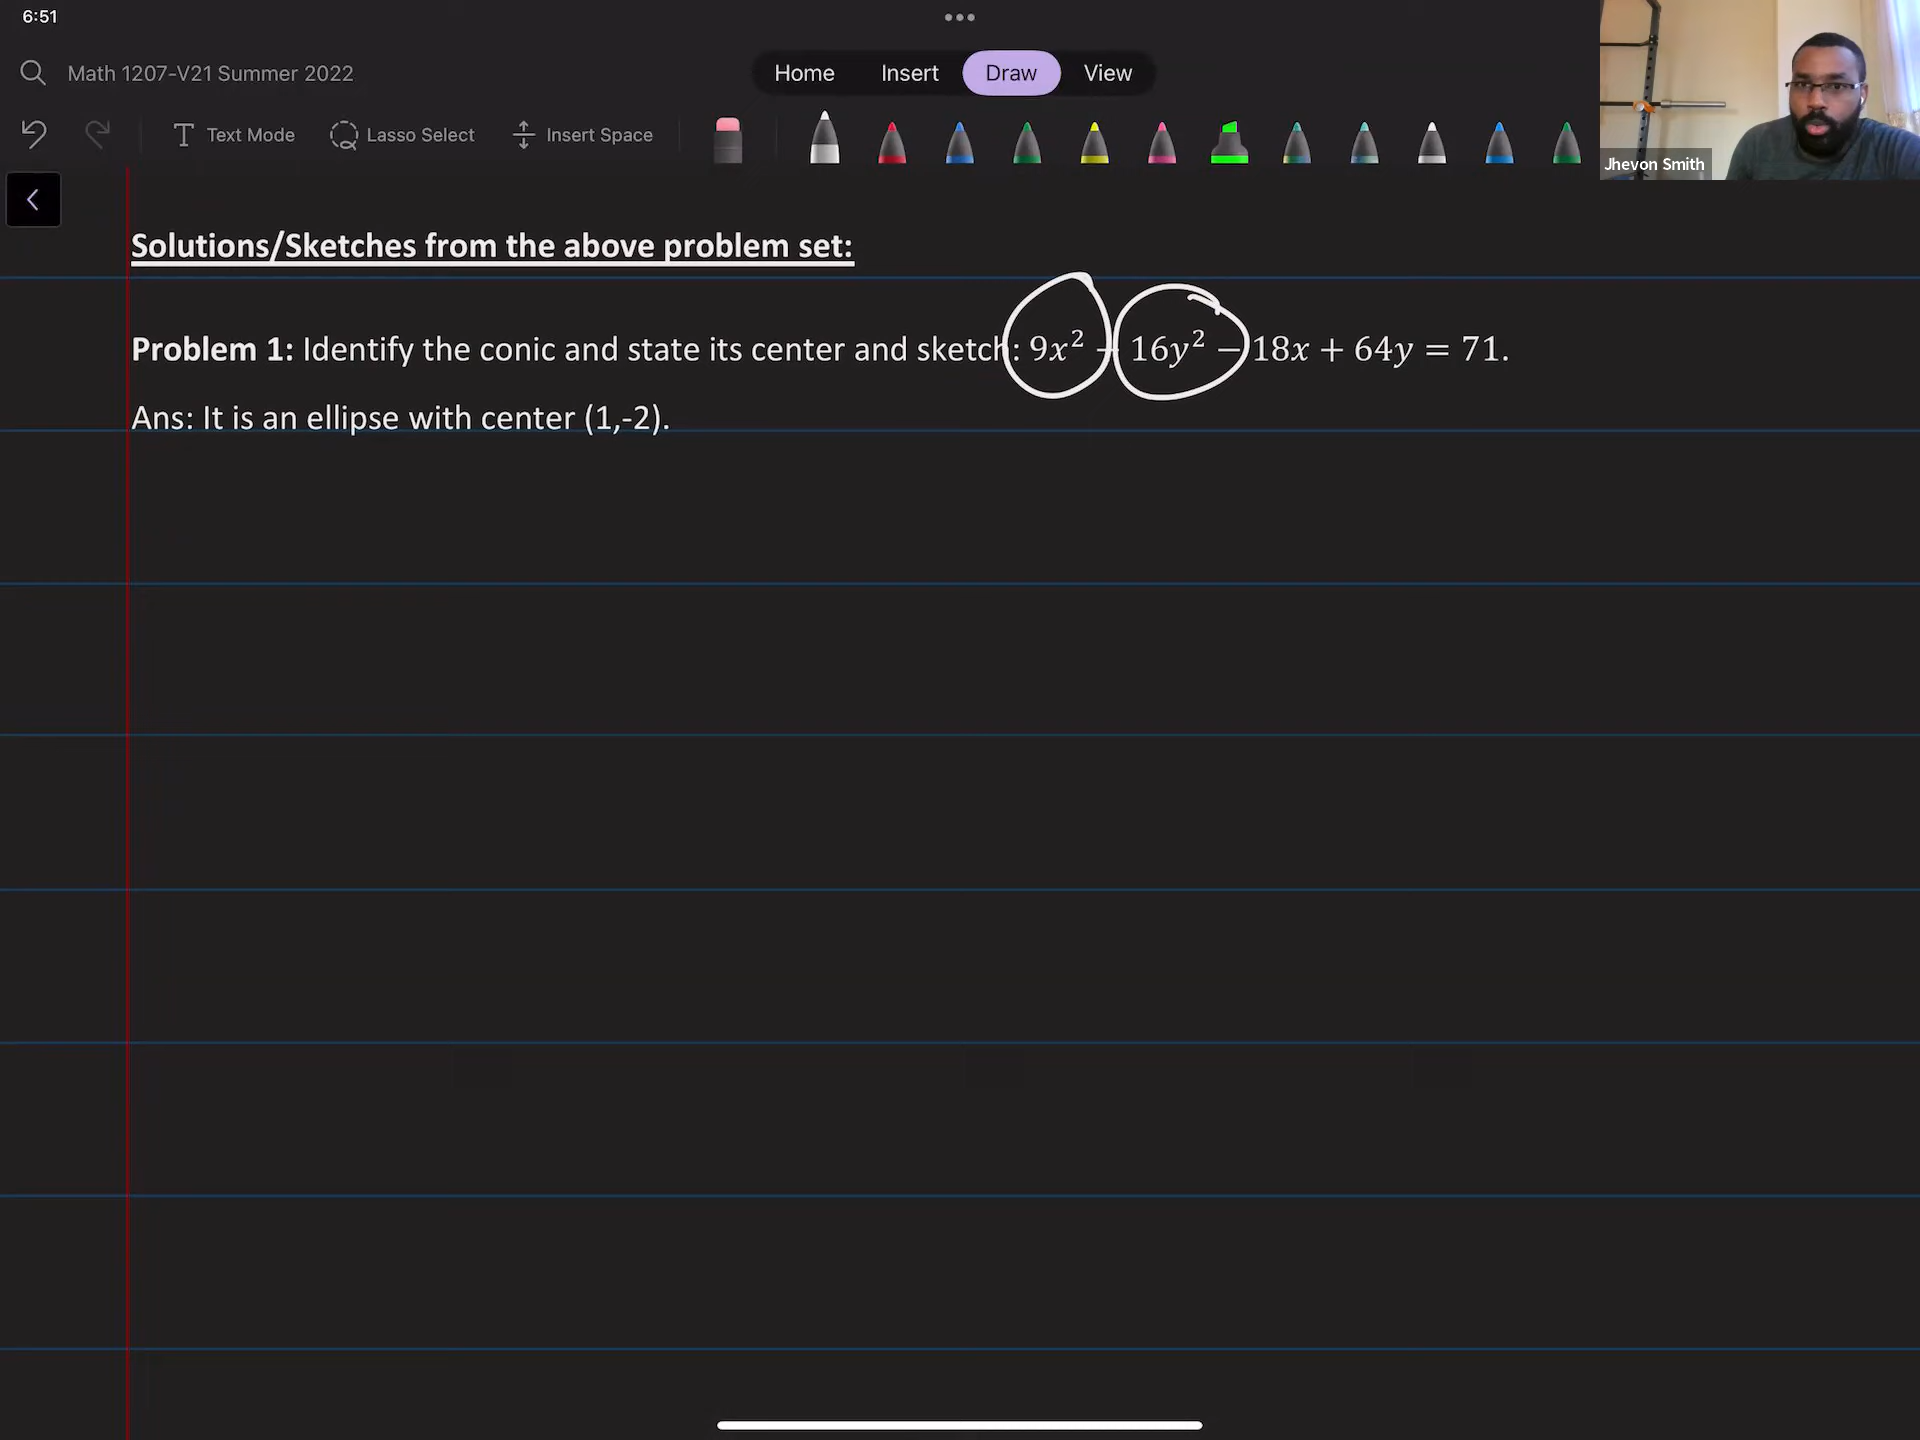 6:51
Math 1207-V21 Summer 2022
Home Insert Draw View
Text Mode Lasso Select Insert Space
Jhevon Smith
Solutions/Sketches from the above problem set:
Problem 1: Identify the conic and state its center and sketch: 9x² − 16y² − 18x + 64y = 71.
Ans: It is an ellipse with center (1,-2).